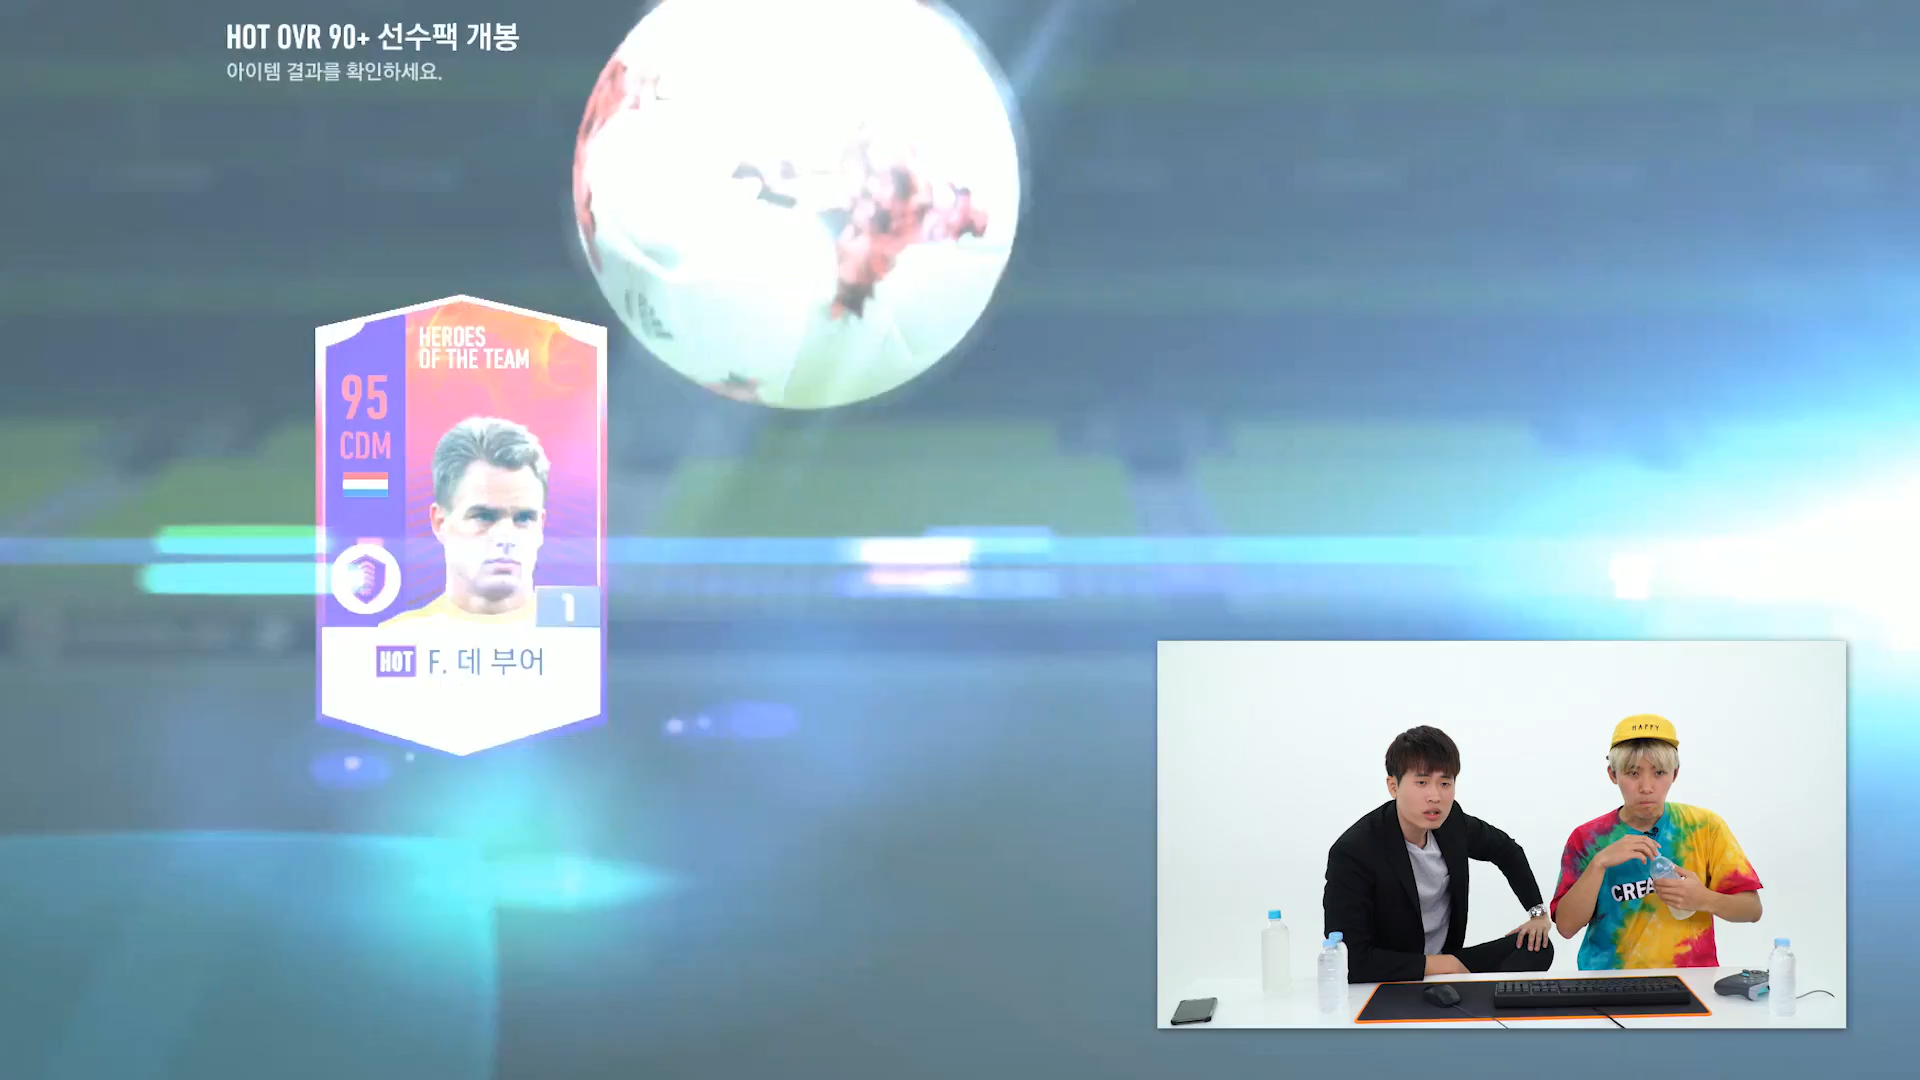 HOT OVR 90+ 선수팩 개봉
아이템 결과를 확인하세요.
HEROES
OF THE TEAM
95
CDM
1
HOT F. 데 부어
HAPPY